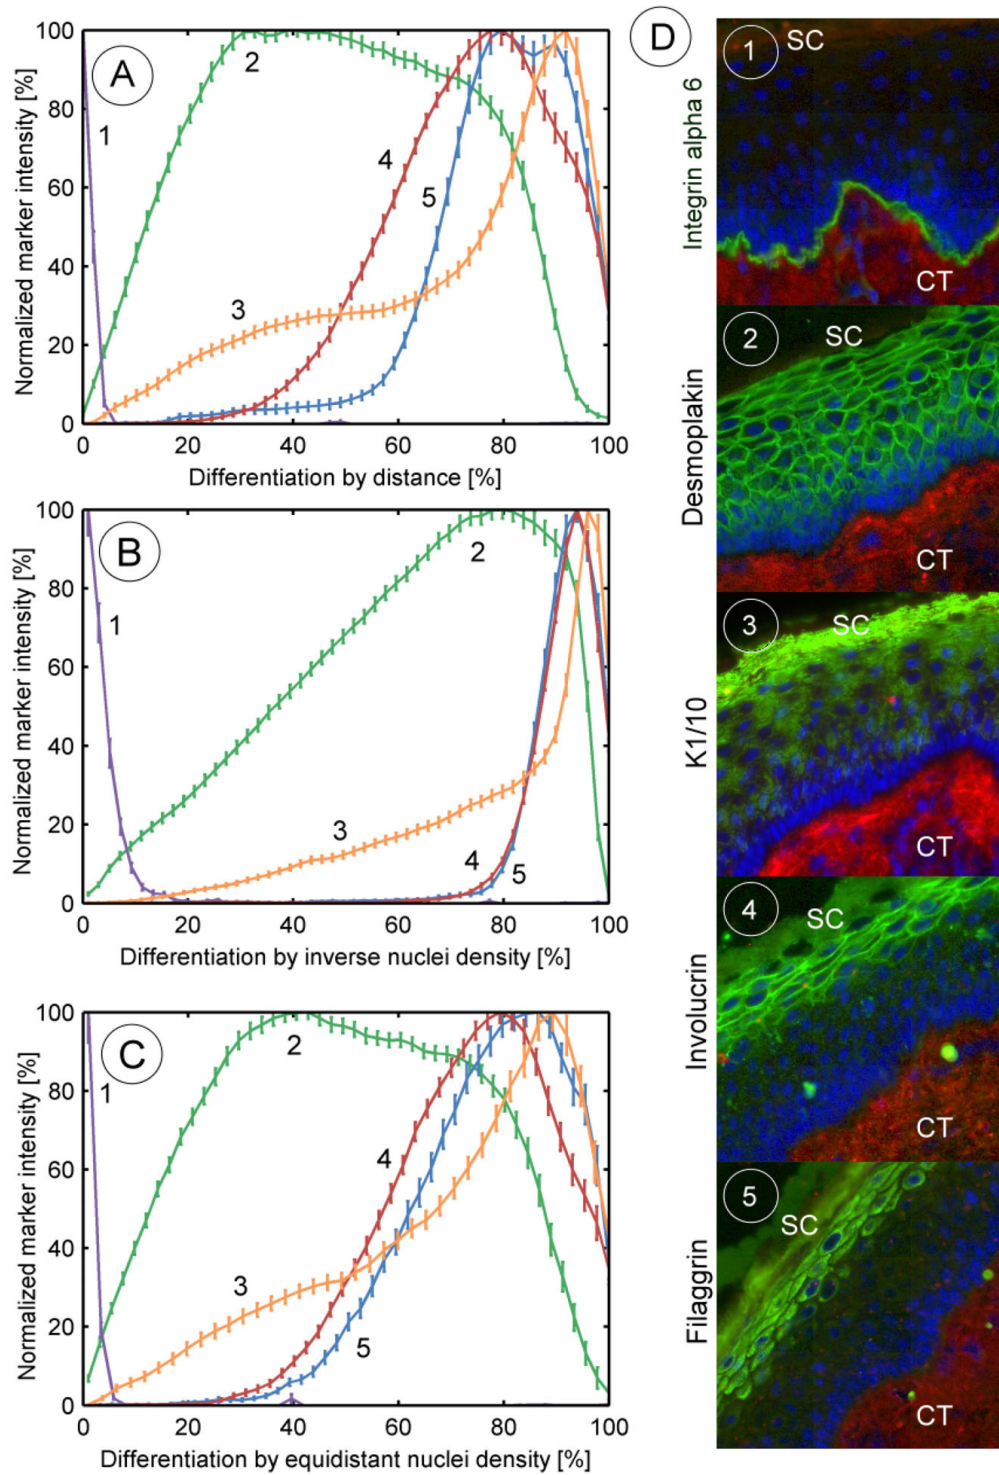 A
Normalized marker intensity [%]
100
80
60
40
20
0
1
2
3
4
5
0 20 40 60 80 100
Differentiation by distance [%]
B
Normalized marker intensity [%]
100
80
60
40
20
0
1
2
3
4
5
0 20 40 60 80 100
Differentiation by inverse nuclei density [%]
C
Normalized marker intensity [%]
100
80
60
40
20
0
1
2
3
4
5
0 20 40 60 80 100
Differentiation by equidistant nuclei density [%]
D
1
SC
Integrin alpha 6
CT
2
SC
Desmoplakin
CT
3
SC
K1/10
CT
4
SC
Involucrin
CT
5
SC
Filaggrin
CT